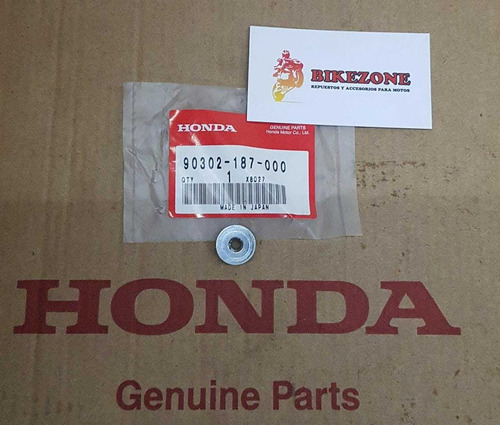 BIKEZONE
REPUESTOS Y ACCESORIOS PARA MOTOS
HONDA
GENUINE PARTS
Honda Motor Co., Ltd.
90302-187-000
QTY 1 X8027
MADE IN JAPAN
HONDA
Genuine Parts